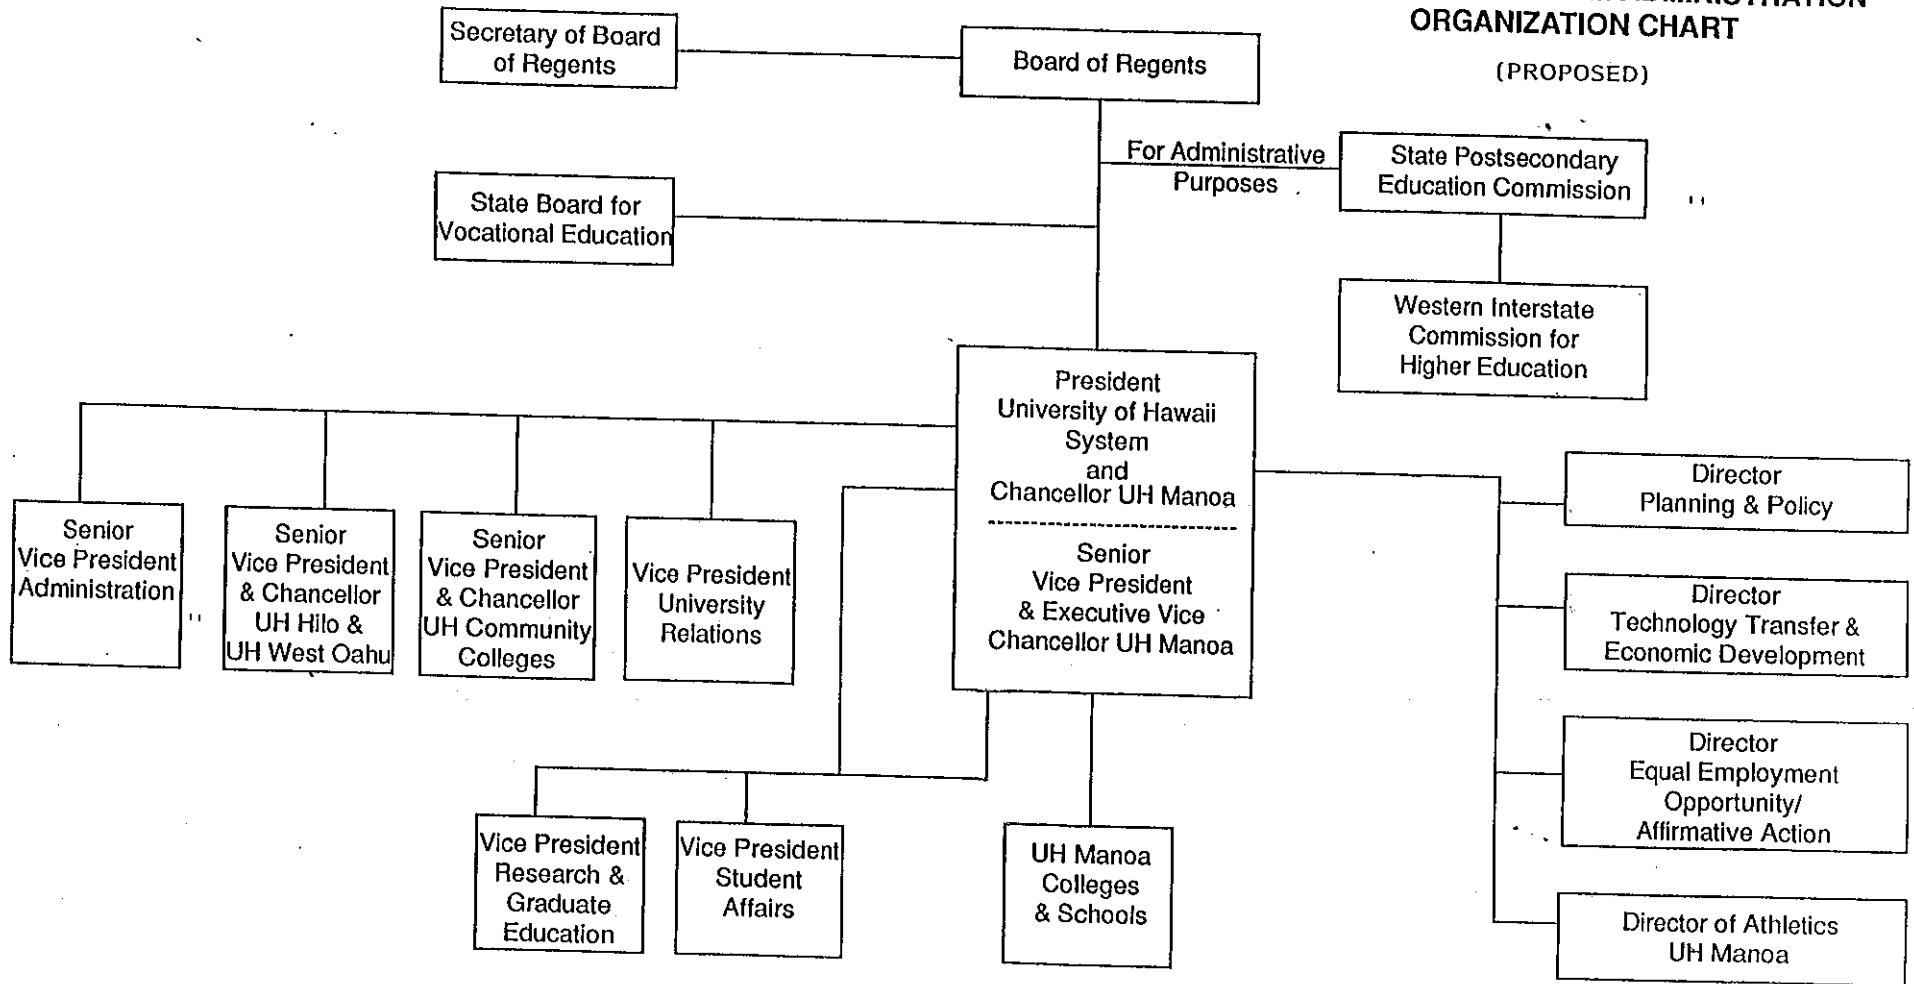 ORGANIZATION CHART
(PROPOSED)
Secretary of Board
of Regents
Board of Regents
For Administrative
Purposes
State Postsecondary
Education Commission
State Board for
Vocational Education
Western Interstate
Commission for
Higher Education
President
University of Hawaii
System
and
Chancellor UH Manoa
Senior
Vice President
& Executive Vice
Chancellor UH Manoa
Senior
Vice President
Administration
Senior
Vice President
& Chancellor
UH Hilo &
UH West Oahu
Senior
Vice President
& Chancellor
UH Community
Colleges
Vice President
University
Relations
Director
Planning & Policy
Director
Technology Transfer &
Economic Development
Director
Equal Employment
Opportunity/
Affirmative Action
Director of Athletics
UH Manoa
Vice President
Research &
Graduate
Education
Vice President
Student
Affairs
UH Manoa
Colleges
& Schools